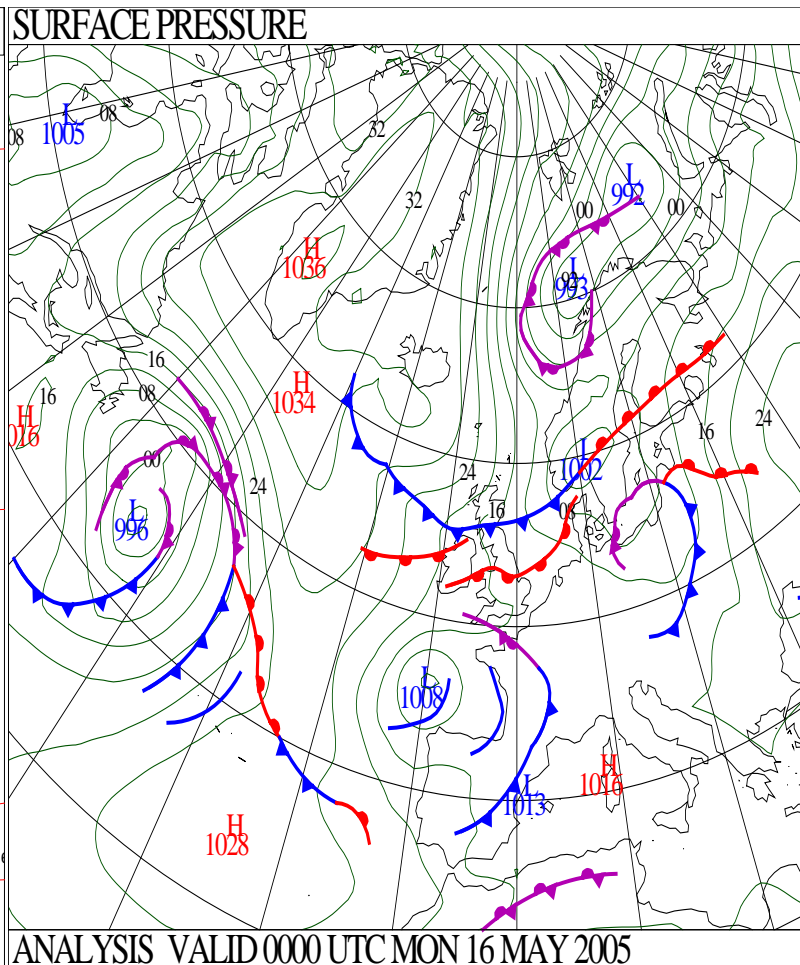 SURFACE PRESSURE
L
1005
08
08
32
L
992
32
00
00
H
1036
L
993
16
H
1034
08
16
H
016
24
16
L
1002
00
24
24
16
08
L
996
L
1008
H
1016
L
1013
H
1028
ANALYSIS VALID 0000 UTC MON 16 MAY 2005